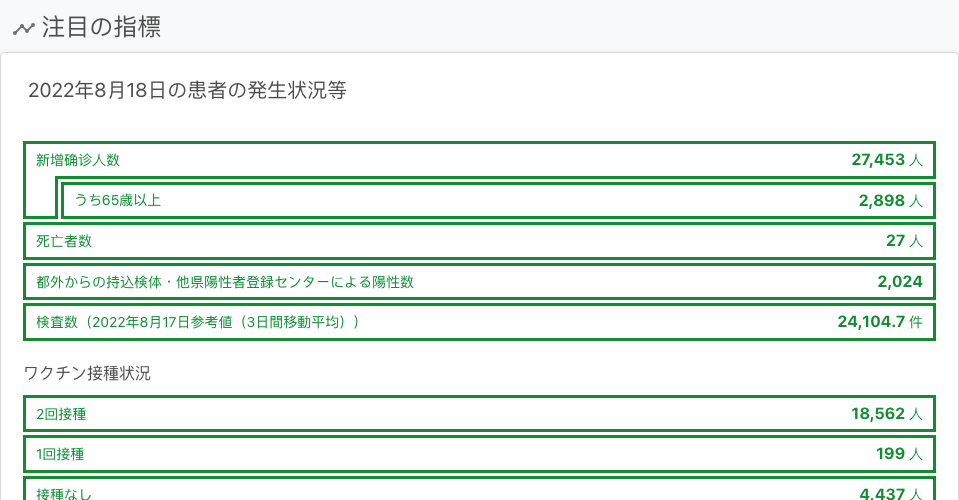 注目の指標
2022年8月18日の患者の発生状況等
新增确诊人数 27,453 人
うち65歳以上 2,898 人
死亡者数 27 人
都外からの持込検体・他県陽性者登録センターによる陽性数 2,024
検査数（2022年8月17日参考値（3日間移動平均）） 24,104.7 件
ワクチン接種状況
2回接種 18,562 人
1回接種 199 人
接種なし 4,437 人